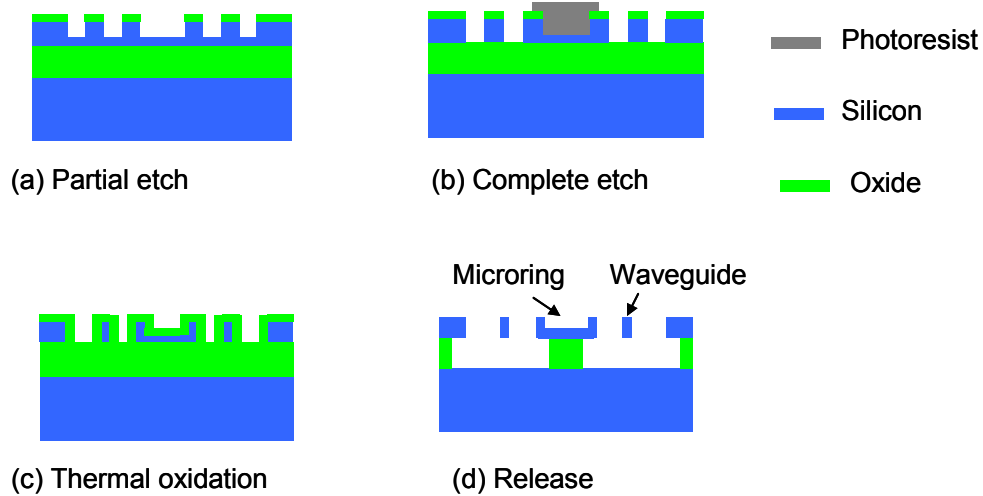 Photoresist
Silicon
Oxide
(a) Partial etch
(b) Complete etch
Microring
Waveguide
(c) Thermal oxidation
(d) Release